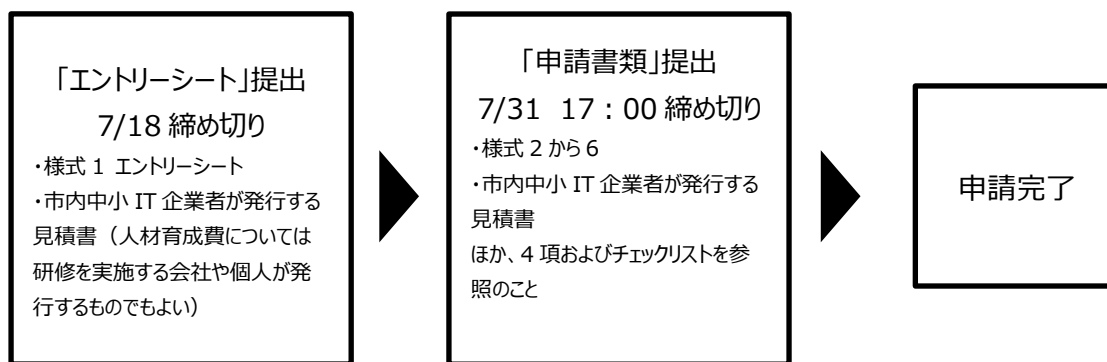 「エントリーシート」提出
7/18 締め切り
・様式 1 エントリーシート
・市内中小 IT 企業者が発行する
見積書（人材育成費については
研修を実施する会社や個人が発
行するものでもよい）
「申請書類」提出
7/31 17：00 締め切り
・様式 2 から 6
・市内中小 IT 企業者が発行する
見積書
ほか、4 項およびチェックリストを参
照のこと
申請完了